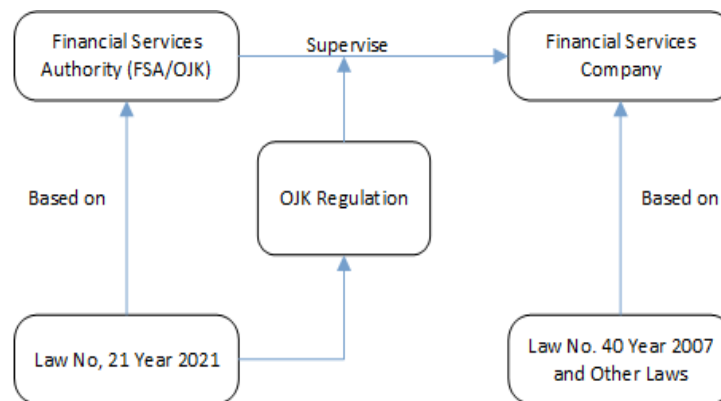 Financial Services
Authority (FSA/OJK)
Supervise
Financial Services
Company
Based on
OJK Regulation
Based on
Law No, 21 Year 2021
Law No. 40 Year 2007
and Other Laws